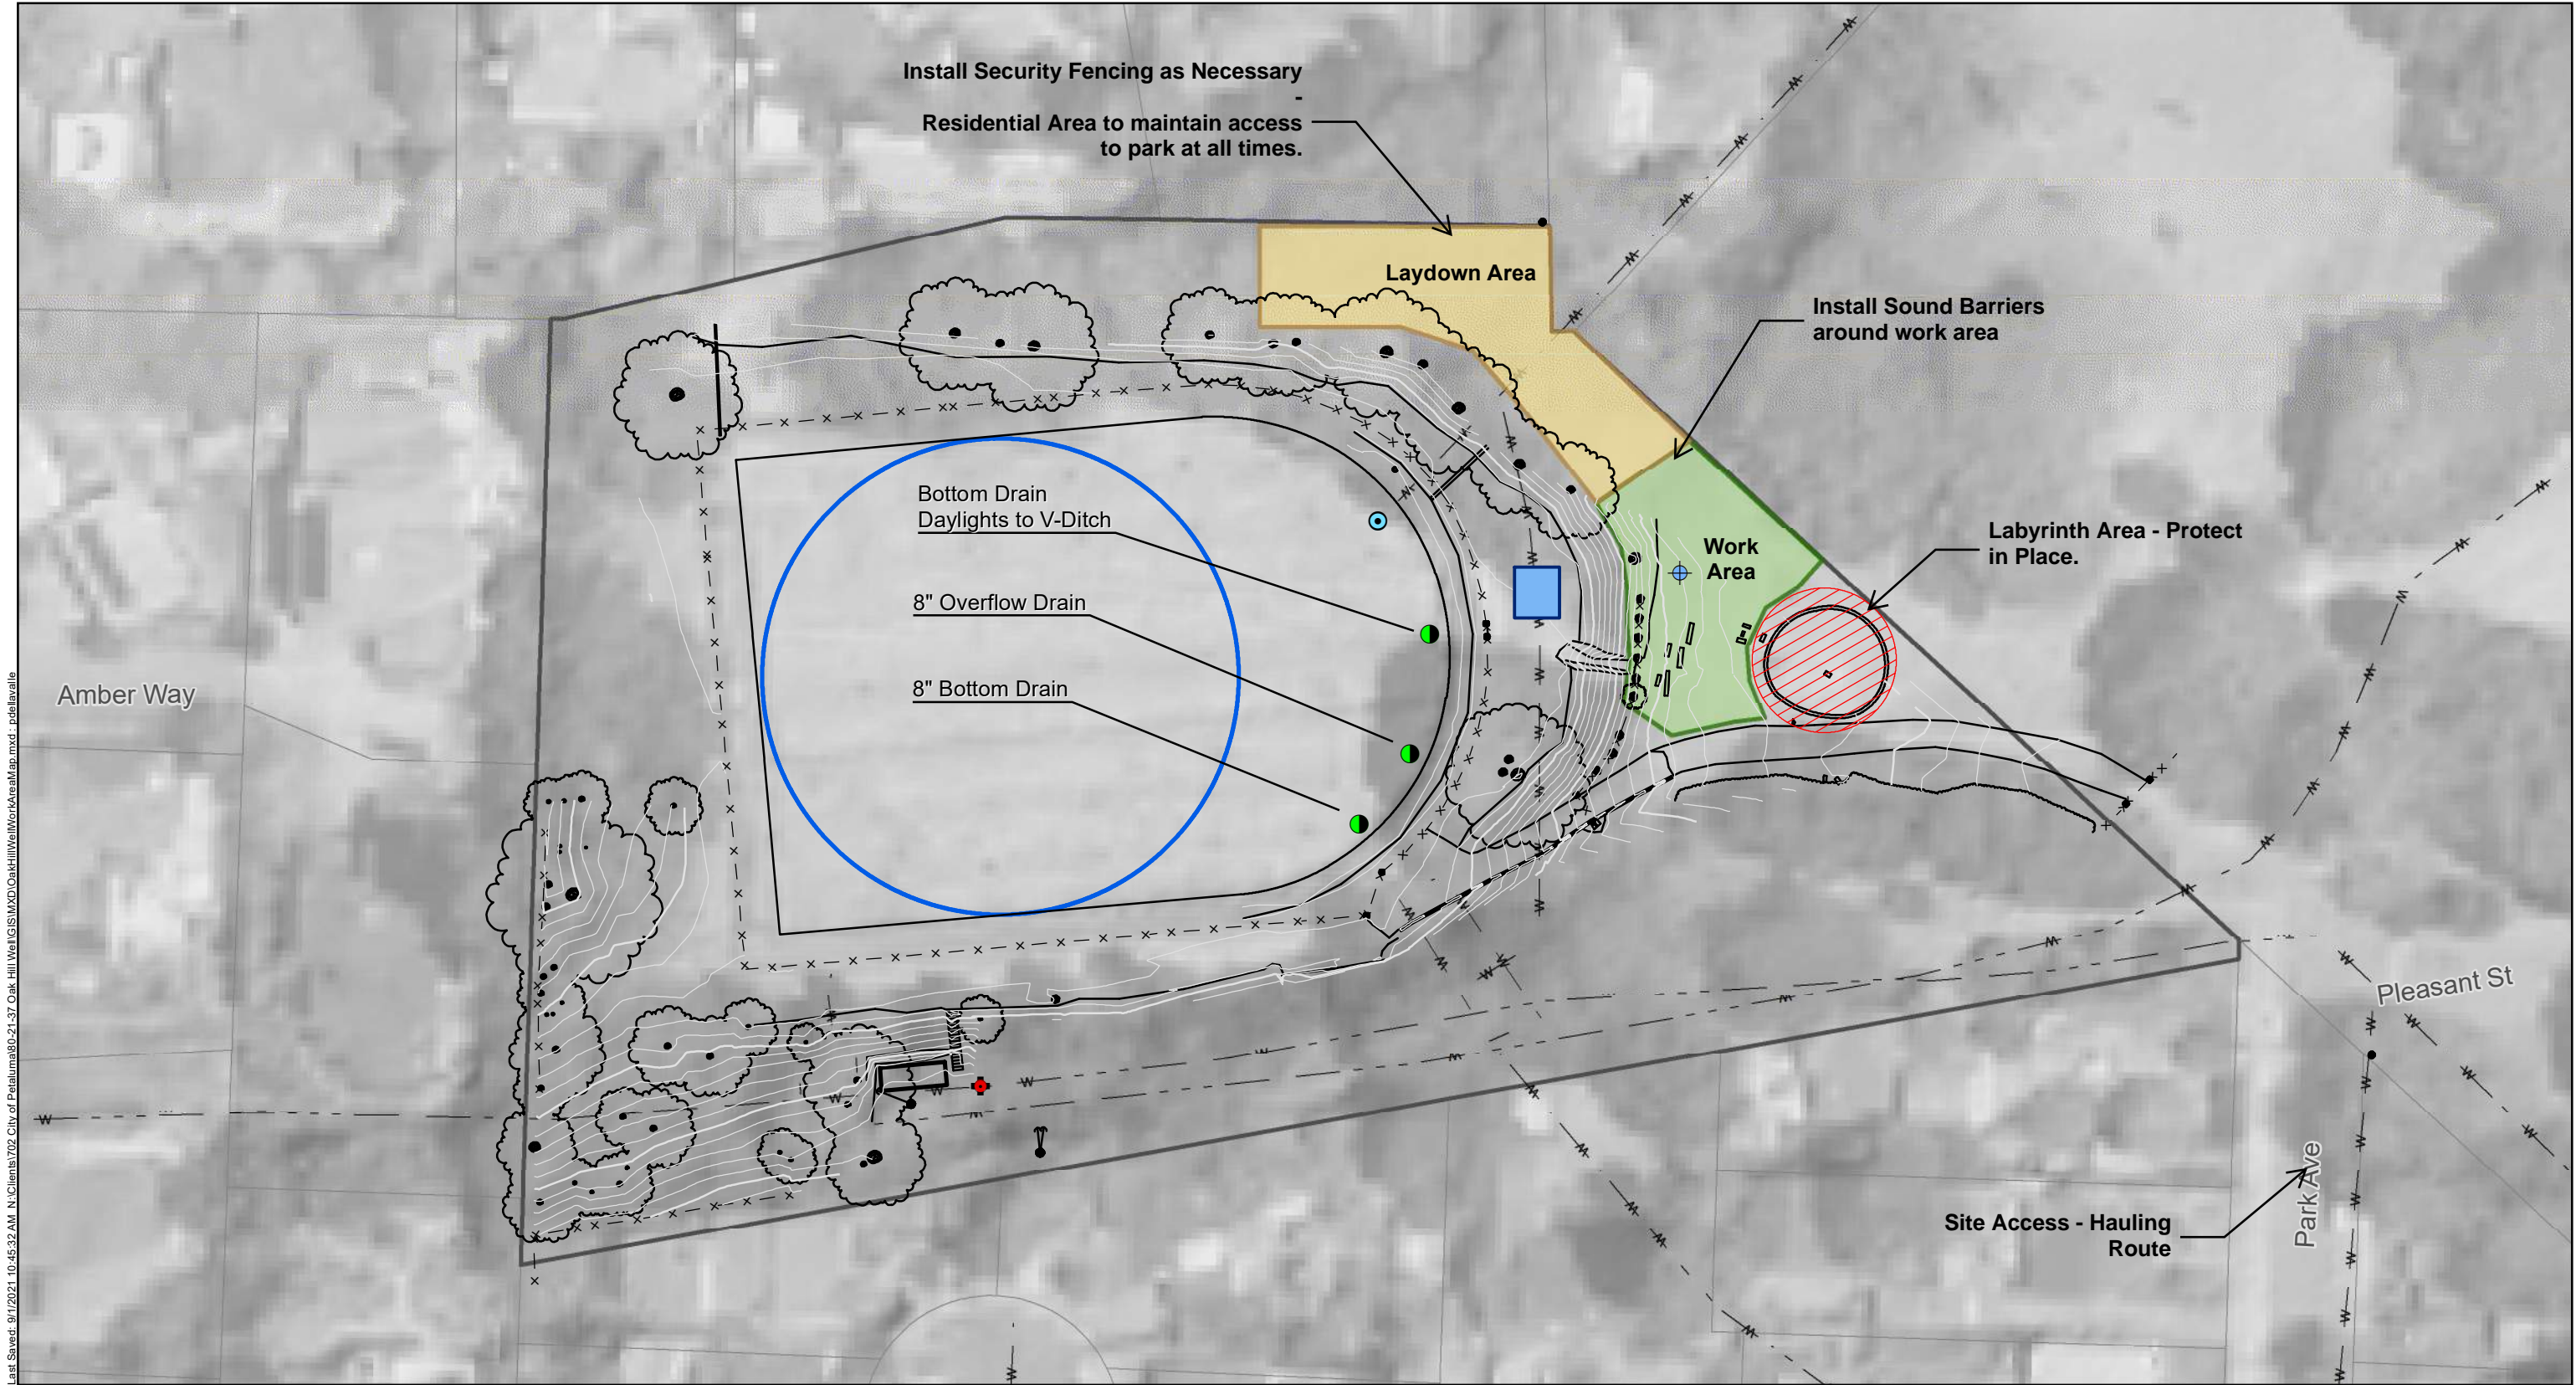 Install Security Fencing as Necessary
-
Residential Area to maintain access
to park at all times.
Laydown Area
Install Sound Barriers
around work area
Bottom Drain
Daylights to V-Ditch
Work
Area
Labyrinth Area - Protect
in Place.
8" Overflow Drain
8" Bottom Drain
Amber Way
Pleasant St
Park Ave
Site Access - Hauling
Route
Last Saved: 9/1/2021 10:45:32 AM N:\Clients\702 City of Petaluma\80-21-37 Oak Hill Well\GIS\MXD\OakHillWellWorkAreaMap.mxd : pdellavalle